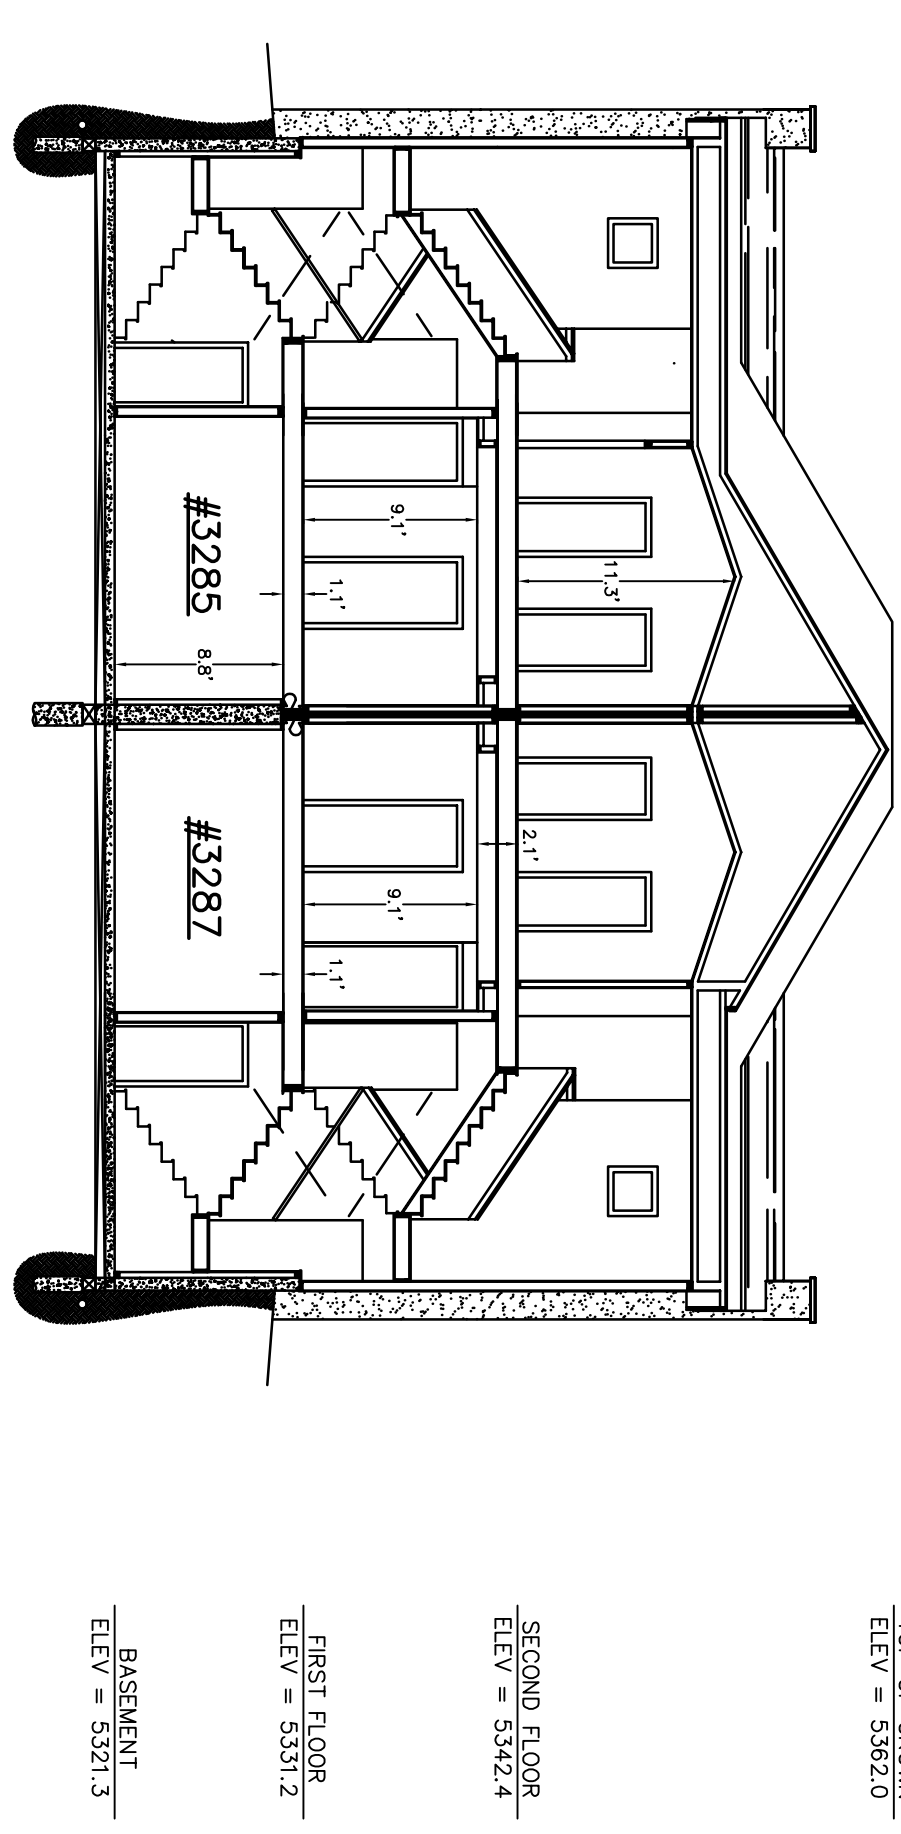 ELEV = 5362.0
SECOND FLOOR
ELEV = 5342.4
FIRST FLOOR
ELEV = 5331.2
BASEMENT
ELEV = 5321.3
11.3'
2.1'
9.1'
9.1'
1.1'
1.1'
#3285
#3287
8.8'